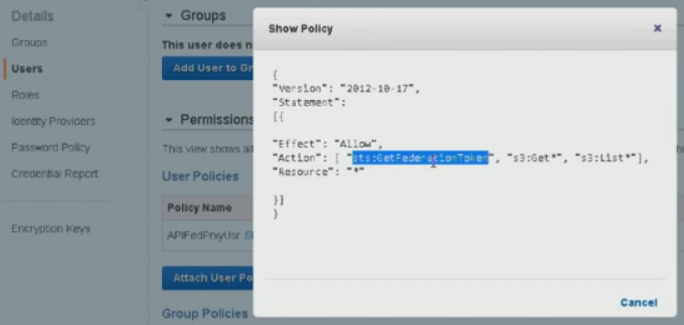 Details
Groups
Users
Roles
Identity Providers
Password Policy
Credential Report
Encryption Keys
Groups
This user does n
Add User to Gr
Permissions
This view shows all
User Policies
Policy Name
APIFedPrxyUsr
Attach User Po
Group Policies
Show Policy
x
{
"Version": "2012-10-17",
"Statement":
[{
"Effect": "Allow",
"Action": [ "sts:GetFederationToken", "s3:Get*", "s3:List*"],
"Resource": "*"
}]
}
Cancel